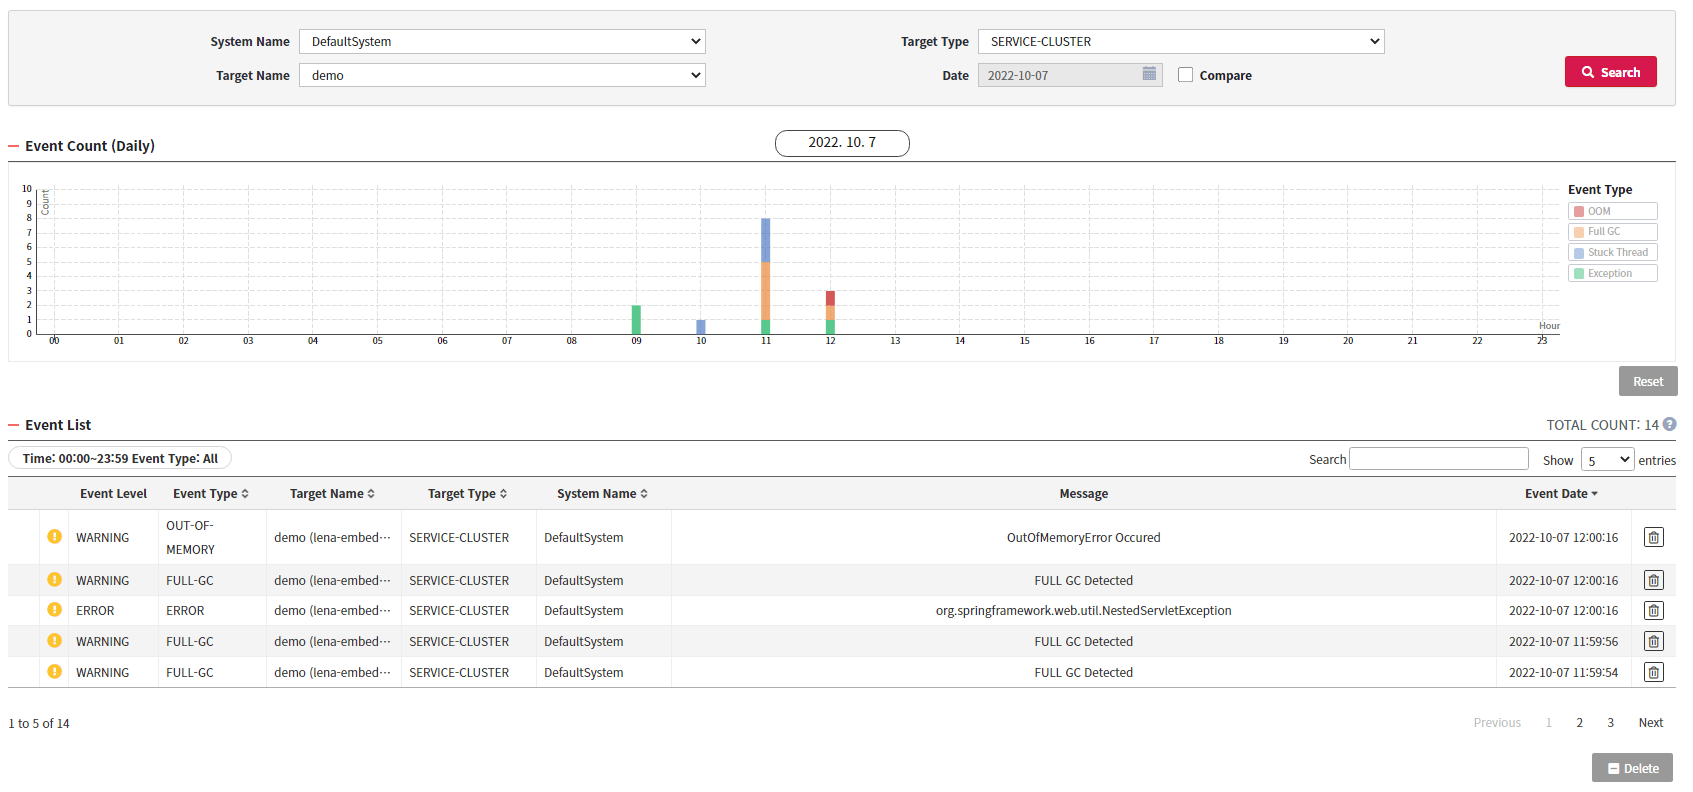 System Name DefaultSystem Target Type SERVICE-CLUSTER
Target Name demo Date 2022-10-07 Compare
Search
Event Count (Daily)
2022. 10. 7
10
9
8
7
6
5
4
3
2
1
0
Count
Hour
00 01 02 03 04 05 06 07 08 09 10 11 12 13 14 15 16 17 18 19 20 21 22 23
Event Type
OOM
Full GC
Stuck Thread
Exception
Reset
Event List
TOTAL COUNT: 14 ?
Time: 00:00~23:59 Event Type: All
Search
Show 5 entries
Event Level Event Type Target Name Target Type System Name Message Event Date
! WARNING OUT-OF-
MEMORY demo (lena-embed··· SERVICE-CLUSTER DefaultSystem OutOfMemoryError Occured 2022-10-07 12:00:16
! WARNING FULL-GC demo (lena-embed··· SERVICE-CLUSTER DefaultSystem FULL GC Detected 2022-10-07 12:00:16
! ERROR ERROR demo (lena-embed··· SERVICE-CLUSTER DefaultSystem org.springframework.web.util.NestedServletException 2022-10-07 12:00:16
! WARNING FULL-GC demo (lena-embed··· SERVICE-CLUSTER DefaultSystem FULL GC Detected 2022-10-07 11:59:56
! WARNING FULL-GC demo (lena-embed··· SERVICE-CLUSTER DefaultSystem FULL GC Detected 2022-10-07 11:59:54
1 to 5 of 14
Previous 1 2 3 Next
Delete